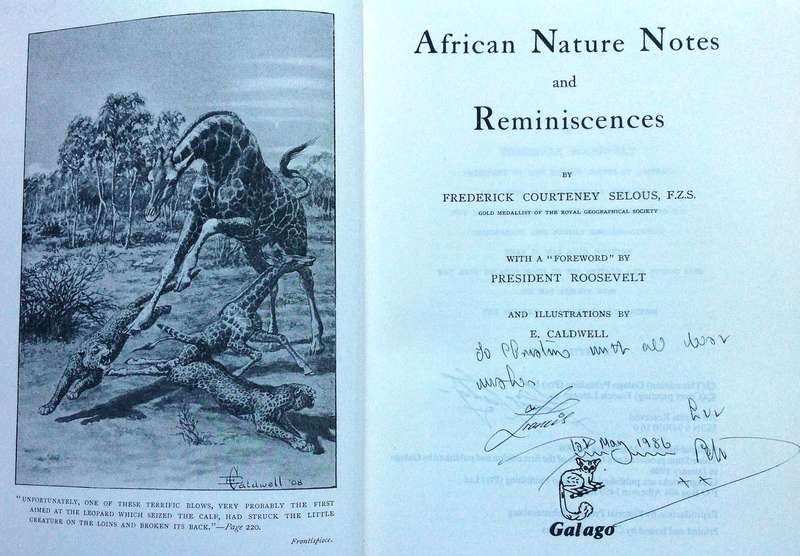 Caldwell '08
"UNFORTUNATELY, ONE OF THESE TERRIFIC BLOWS, VERY PROBABLY THE FIRST
AIMED AT THE LEOPARD WHICH SEIZED THE CALF, HAD STRUCK THE LITTLE
CREATURE ON THE LOINS AND BROKEN ITS BACK."—Page 220.
Frontispiece.
African Nature Notes
and
Reminiscences
BY
FREDERICK COURTENEY SELOUS, F.Z.S.
GOLD MEDALLIST OF THE ROYAL GEOGRAPHICAL SOCIETY
WITH A "FOREWORD" BY
PRESIDENT ROOSEVELT
AND ILLUSTRATIONS BY
E. CALDWELL
with all best
wishes
Francis
1st May 1986
xx
Galago